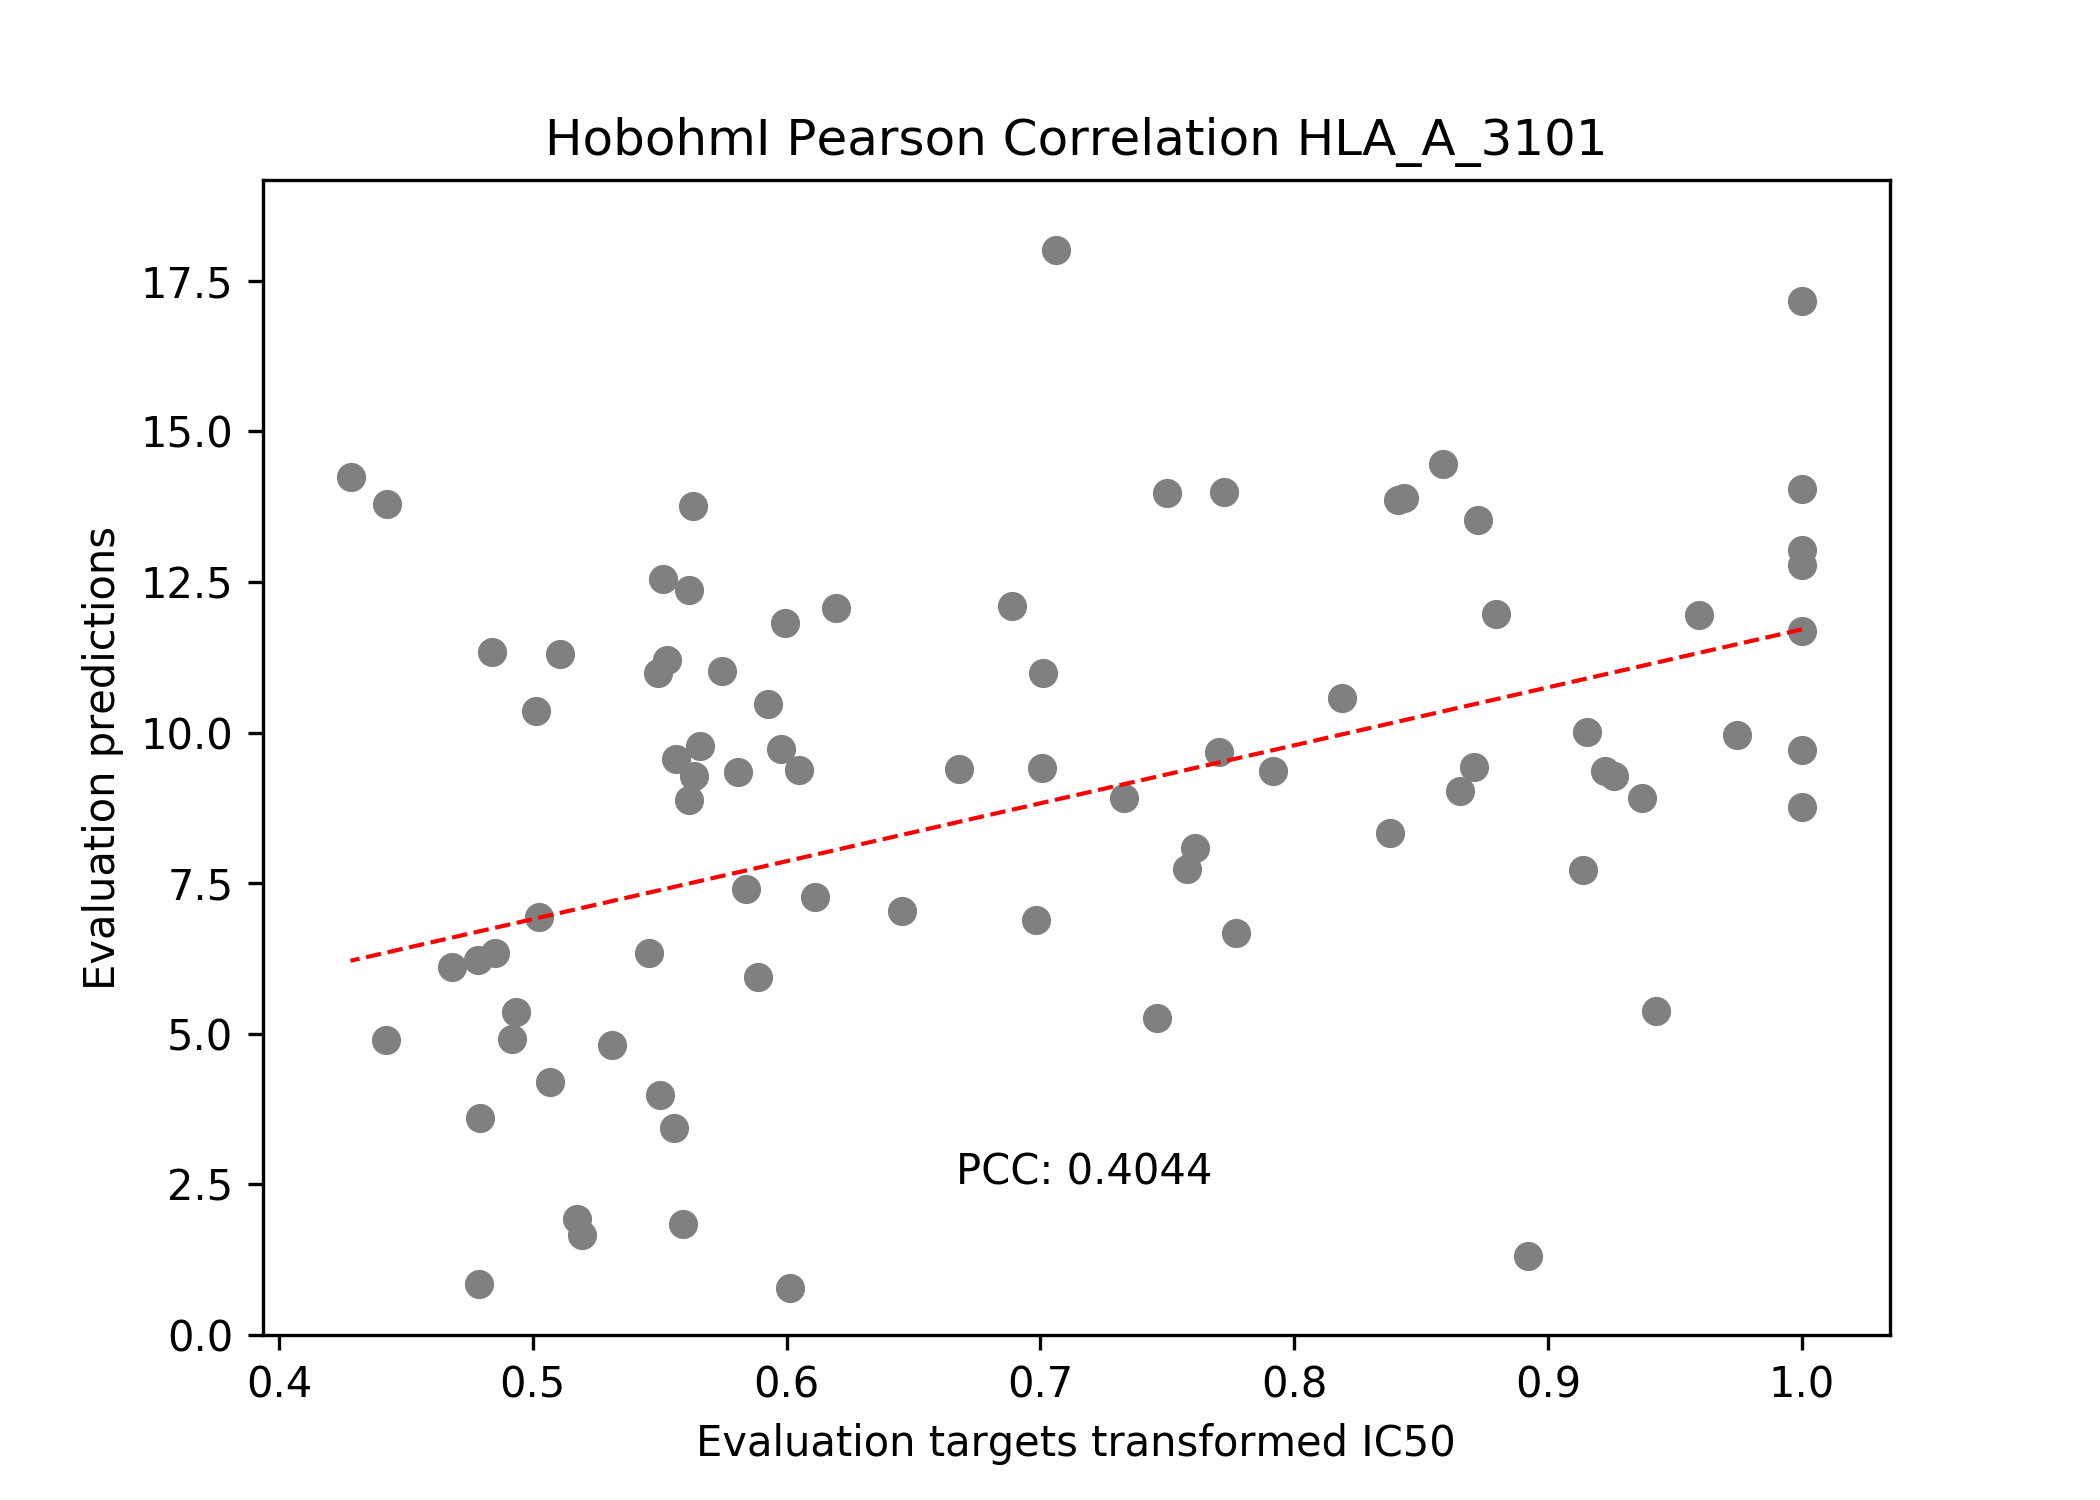 HobohmI Pearson Correlation HLA_A_3101
17.5
15.0
12.5
10.0
7.5
5.0
2.5
0.0
Evaluation predictions
PCC: 0.4044
0.4 0.5 0.6 0.7 0.8 0.9 1.0
Evaluation targets transformed IC50